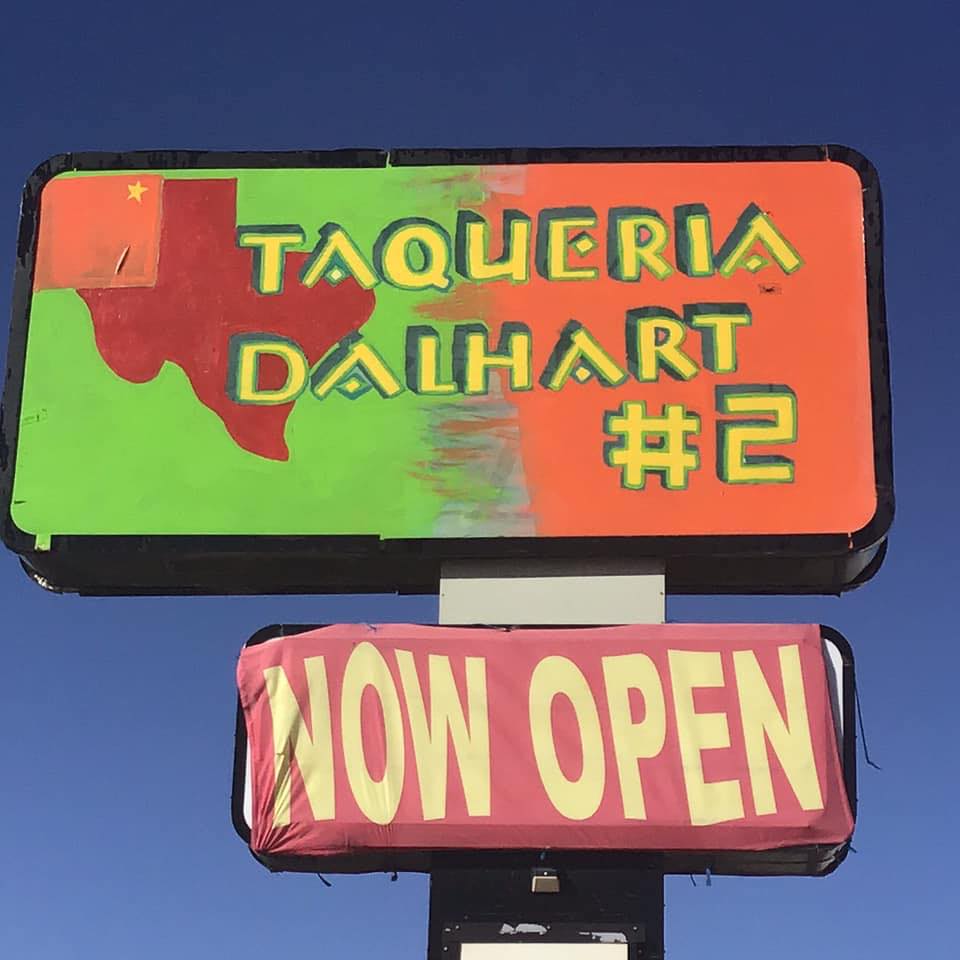 TAQUERIA
DALHART
#2
NOW OPEN